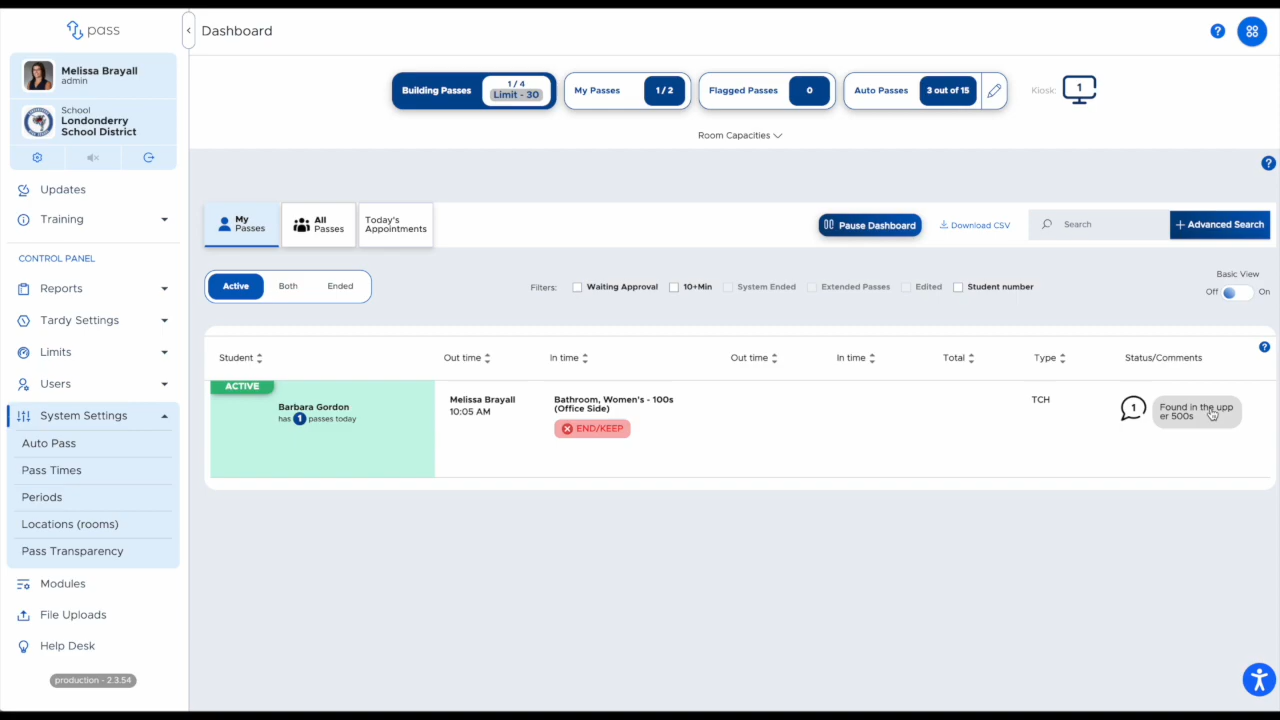 pass
Dashboard
Melissa Brayall
admin
School
Londonderry
School District
Building Passes
1 / 4
Limit - 30
My Passes
1 / 2
Flagged Passes
0
Auto Passes
3 out of 15
Kiosk:
1
Room Capacities
Updates
Training
CONTROL PANEL
Reports
Tardy Settings
Limits
Users
System Settings
Auto Pass
Pass Times
Periods
Locations (rooms)
Pass Transparency
Modules
File Uploads
Help Desk
production - 2.3.54
My
Passes
All
Passes
Today's
Appointments
Pause Dashboard
Download CSV
Search
+ Advanced Search
Active
Both
Ended
Filters:
Waiting Approval
10+Min
System Ended
Extended Passes
Edited
Student number
Basic View
Off
On
Student
Out time
In time
Out time
In time
Total
Type
Status/Comments
ACTIVE
Barbara Gordon
has 1 passes today
Melissa Brayall
10:05 AM
Bathroom, Women's - 100s
(Office Side)
END/KEEP
TCH
1
Found in the upp
er 500s